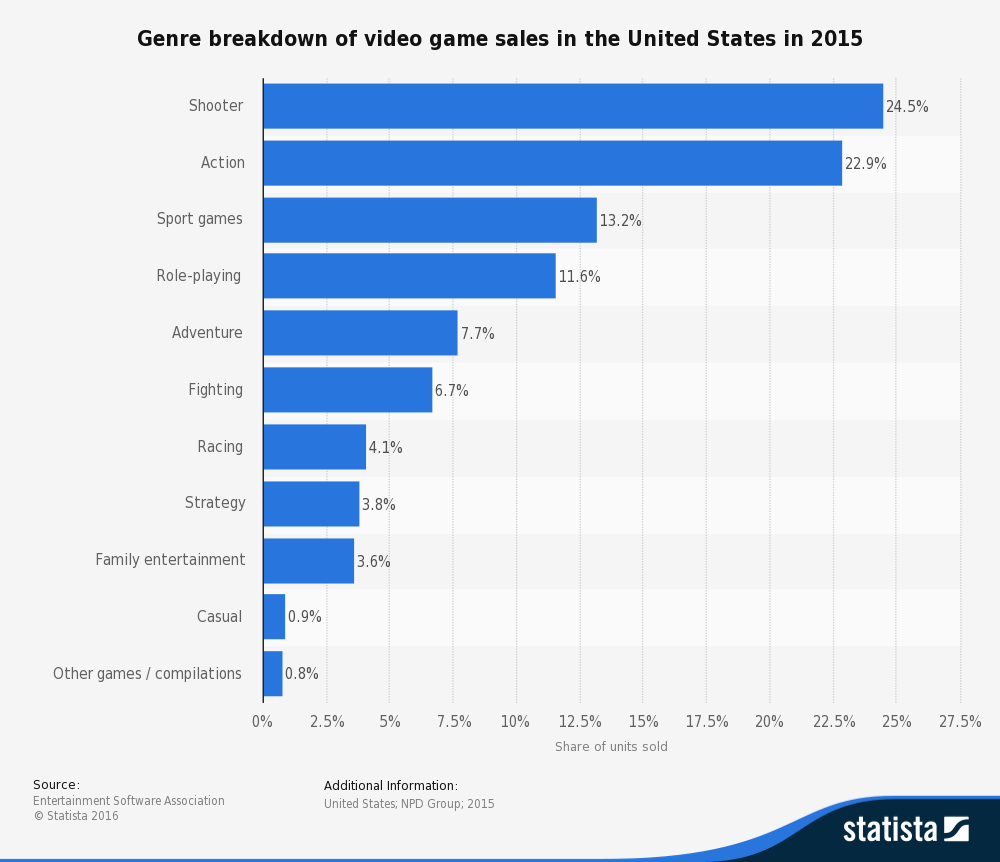 Genre breakdown of video game sales in the United States in 2015
Shooter 24.5%
Action 22.9%
Sport games 13.2%
Role-playing 11.6%
Adventure 7.7%
Fighting 6.7%
Racing 4.1%
Strategy 3.8%
Family entertainment 3.6%
Casual 0.9%
Other games / compilations 0.8%
0% 2.5% 5% 7.5% 10% 12.5% 15% 17.5% 20% 22.5% 25% 27.5%
Share of units sold
Source:
Entertainment Software Association
© Statista 2016
Additional Information:
United States; NPD Group; 2015
statista